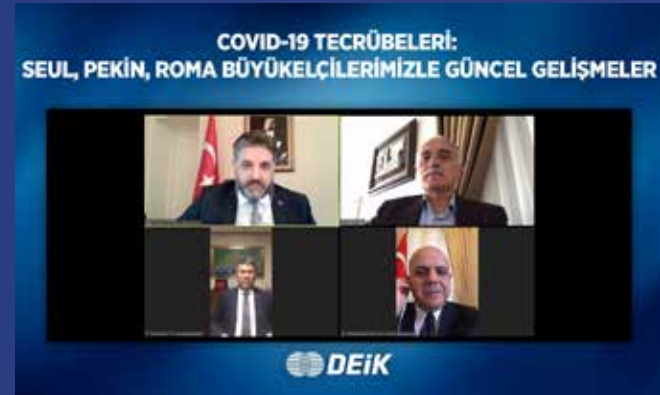 COVID-19 TECRÜBELERİ:
SEUL, PEKİN, ROMA BÜYÜKELÇİLERİMİZLE GÜNCEL GELİŞMELER
DEİK